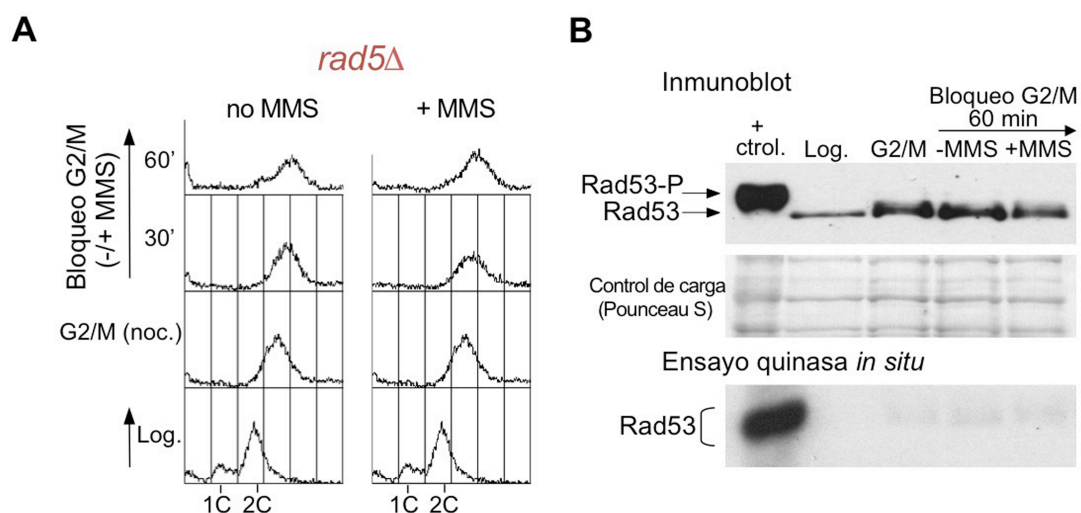 A
rad5Δ
no MMS
+ MMS
Bloqueo G2/M
(-/+ MMS)
60’
30’
G2/M (noc.)
Log.
1C 2C
1C 2C
B
Inmunoblot
Bloqueo G2/M
60 min
+
ctrol.
Log.
G2/M
-MMS
+MMS
Rad53-P
Rad53
Control de carga
(Pounceau S)
Ensayo quinasa in situ
Rad53